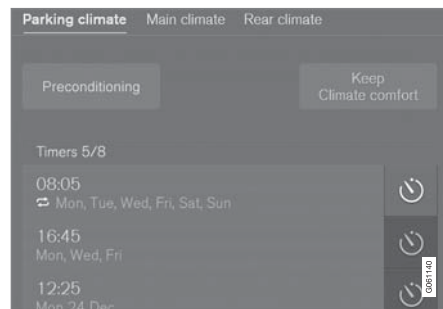 Parking climate Main climate Rear climate
Preconditioning
Keep
Climate comfort
Timers 5/8
08:05
Mon, Tue, Wed, Fri, Sat, Sun
16:45
Mon, Wed, Fri
12:25
Mon 24 Dec
G061140